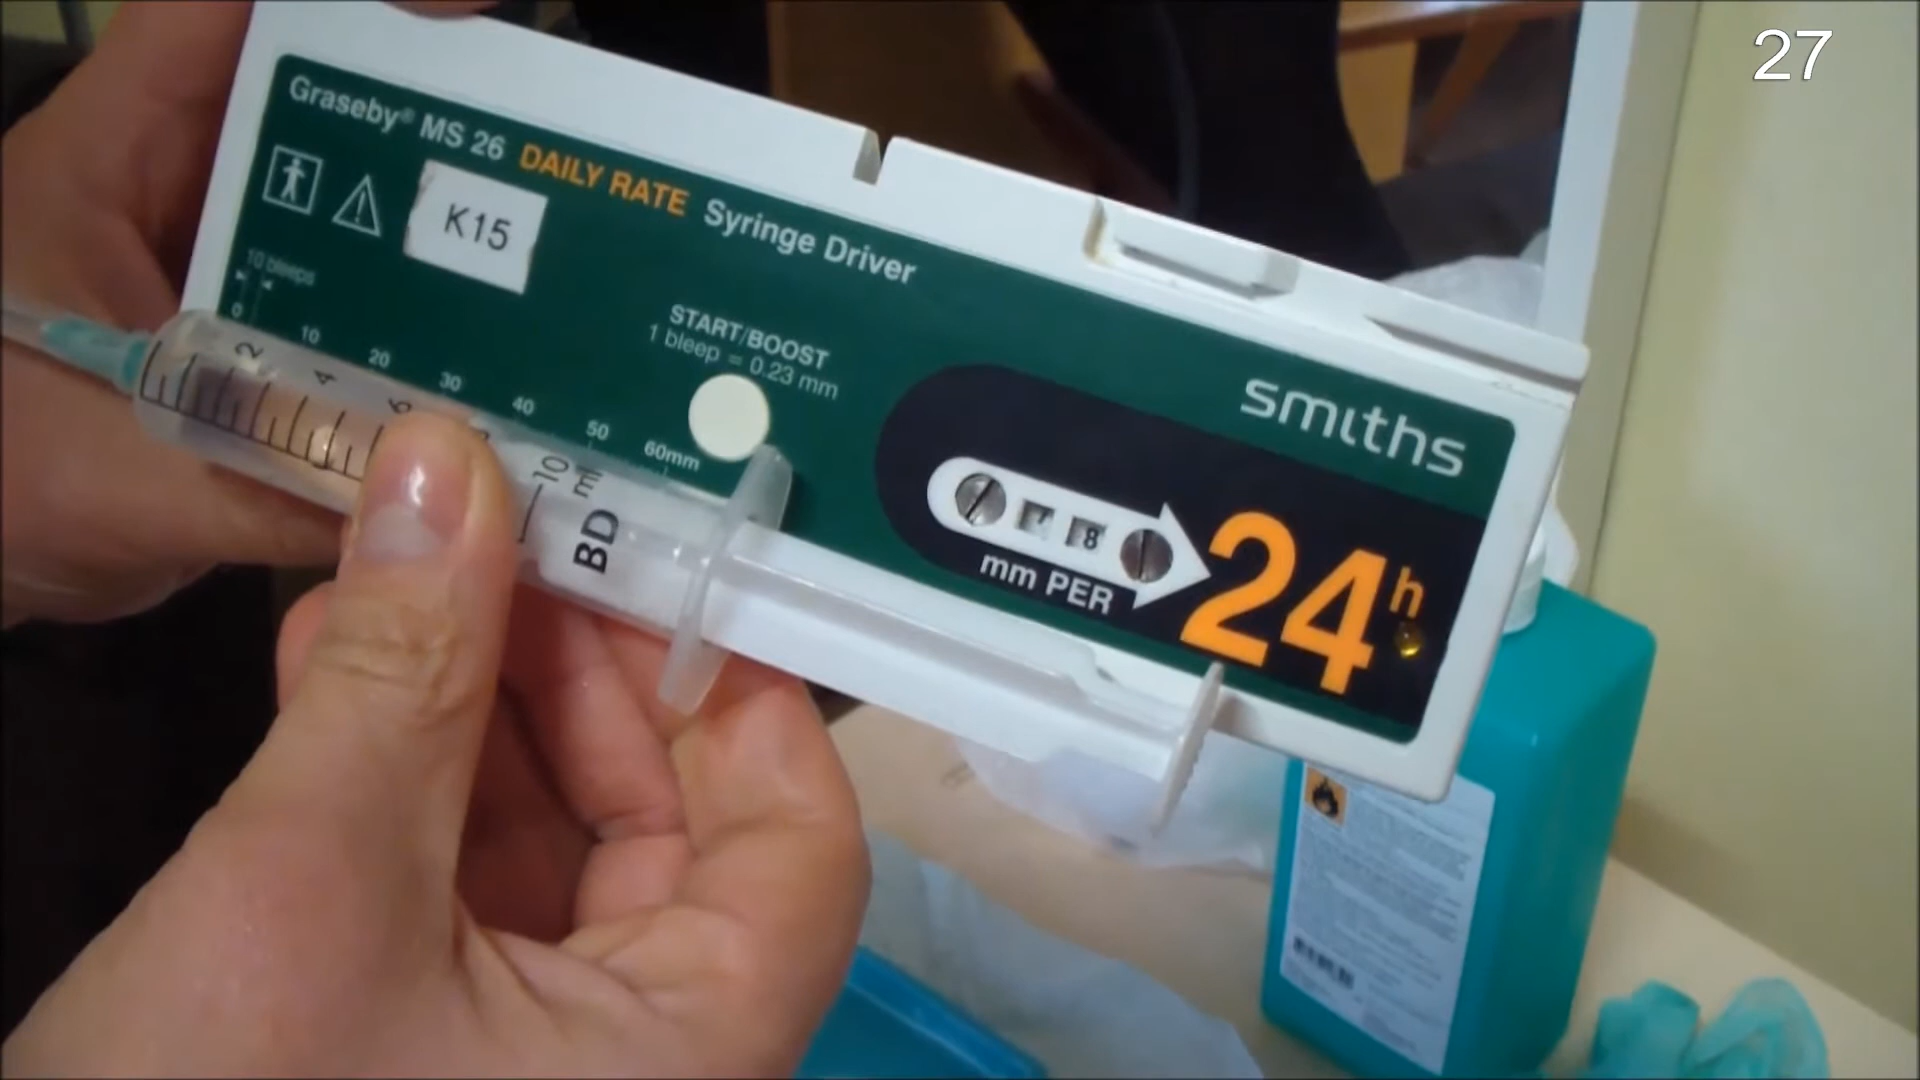 27
Graseby® MS 26 DAILY RATE Syringe Driver
K15
10 bleeps
START/BOOST
1 bleep = 0.23 mm
0 10 20 30 40 50 60mm
2 4 6 10 ml
BD
smiths
8
mm PER
24h